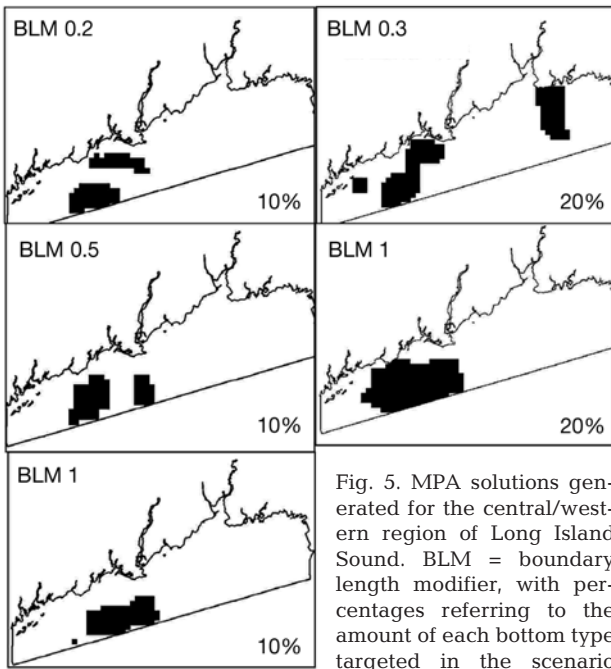 BLM 0.2
10%
BLM 0.3
20%
BLM 0.5
10%
BLM 1
20%
BLM 1
10%
Fig. 5. MPA solutions gen-
erated for the central/west-
ern region of Long Island
Sound. BLM = boundary
length modifier, with per-
centages referring to the
amount of each bottom type
targeted in the scenario